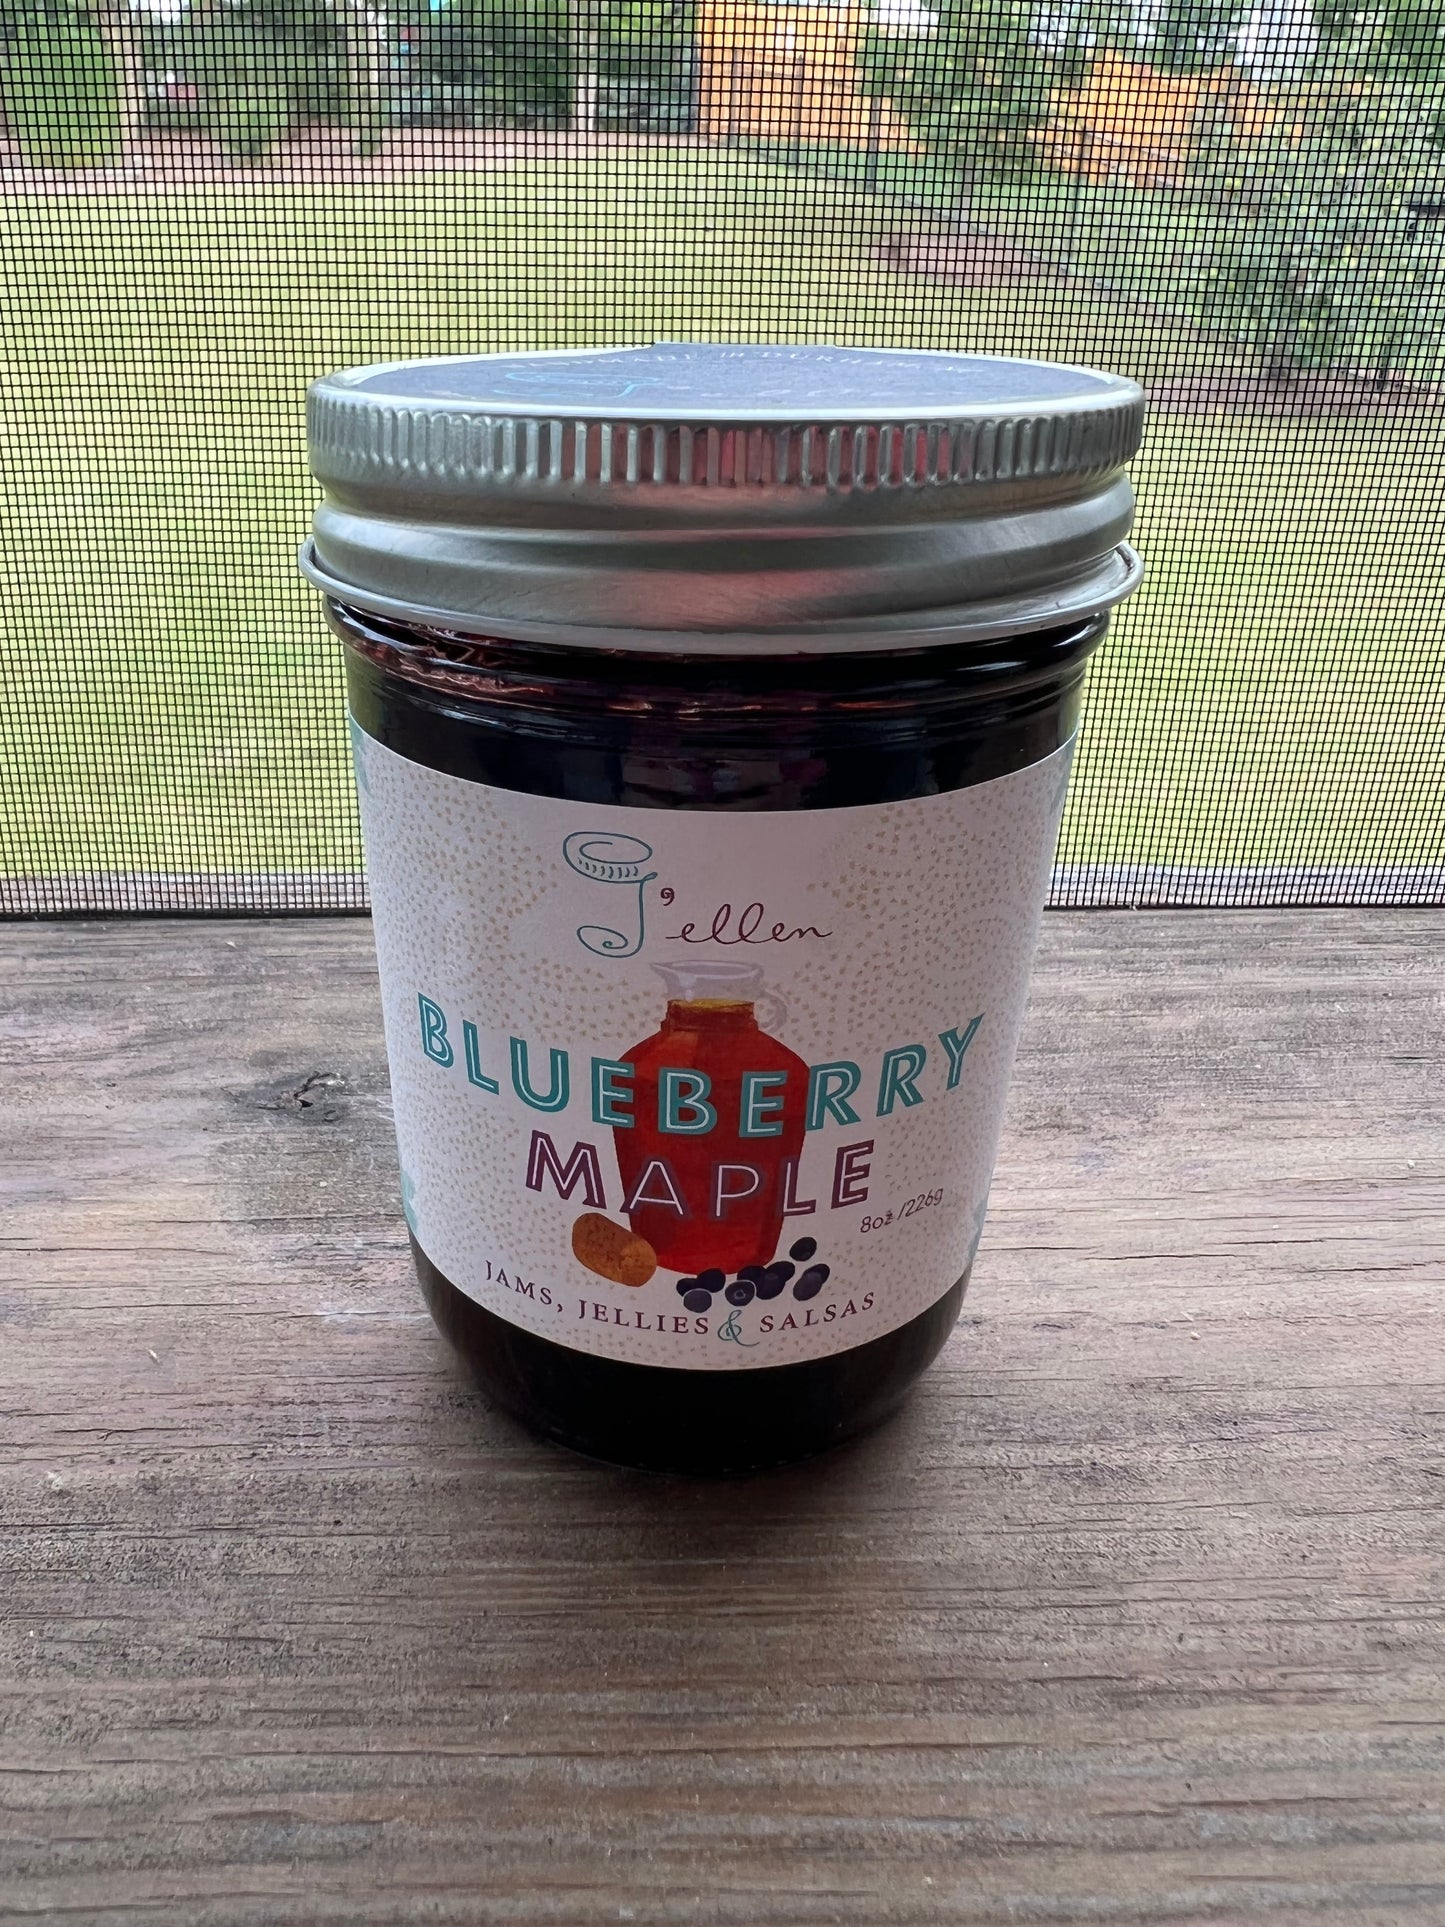 J'ellen
BLUEBERRY
MAPLE
8oz /226g
JAMS, JELLIES & SALSAS